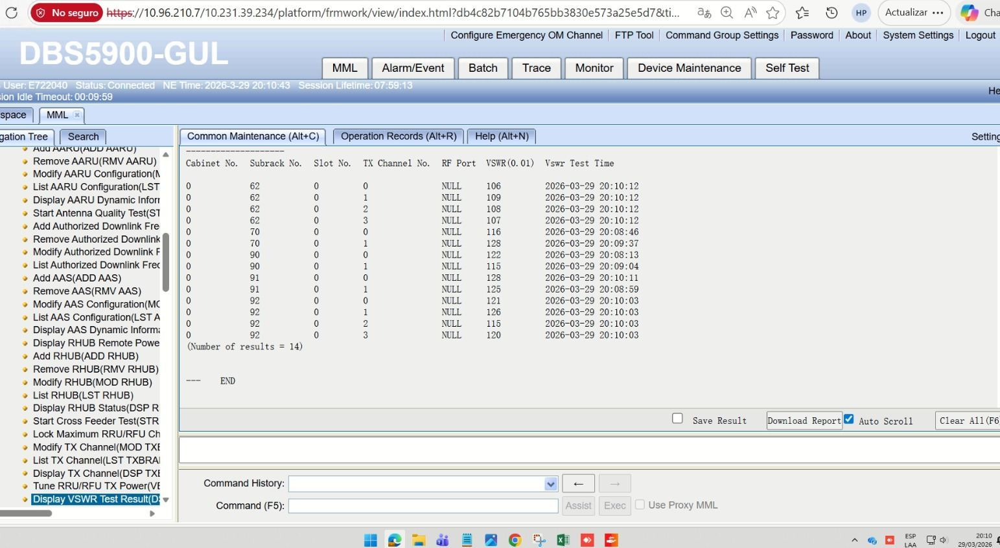 No seguro https://10.96.210.7/10.231.39.234/platform/frmwork/view/index.html?db4c82b7104b765bb3830e573a25e5d7&ti... HP Actualizar ... Cha
Configure Emergency OM Channel FTP Tool Command Group Settings Password About System Settings Logout
DBS5900-GUL
MML Alarm/Event Batch Trace Monitor Device Maintenance Self Test
User: E722040 Status: Connected NE Time: 2026-3-29 20:10:43 Session Lifetime: 07:59:13
ion Idle Timeout: 00:09:59 He
space MML
gation Tree Search
Common Maintenance (Alt+C) Operation Records (Alt+R) Help (Alt+N) Setting
Add AARU(ADD AARU)
Remove AARU(RMV AARU)
Modify AARU Configuration(M
List AARU Configuration(LST
Display AARU Dynamic Inforr
Start Antenna Quality Test(ST
Add Authorized Downlink Fre
Remove Authorized Downlink
Modify Authorized Downlink F
List Authorized Downlink Frec
Add AAS(ADD AAS)
Remove AAS(RMV AAS)
Modify AAS Configuration(MC
List AAS Configuration(LST A
Display AAS Dynamic Informa
Display RHUB Remote Powe
Add RHUB(ADD RHUB)
Remove RHUB(RMV RHUB)
Modify RHUB(MOD RHUB)
List RHUB(LST RHUB)
Display RHUB Status(DSP R
Start Cross Feeder Test(STR
Lock Maximum RRU/RFU Ch
Modify TX Channel(MOD TXE
List TX Channel(LST TXBRA
Display TX Channel(DSP TXE
Tune RRU/RFU TX Power(VE
Display VSWR Test Result(DS
--------------------
Cabinet No. Subrack No. Slot No. TX Channel No. RF Port VSWR(0.01) Vswr Test Time
0 62 0 0 NULL 106 2026-03-29 20:10:12
0 62 0 1 NULL 109 2026-03-29 20:10:12
0 62 0 2 NULL 108 2026-03-29 20:10:12
0 62 0 3 NULL 107 2026-03-29 20:10:12
0 70 0 0 NULL 116 2026-03-29 20:08:46
0 70 0 1 NULL 128 2026-03-29 20:09:37
0 90 0 0 NULL 122 2026-03-29 20:08:13
0 90 0 1 NULL 115 2026-03-29 20:09:04
0 91 0 0 NULL 128 2026-03-29 20:10:11
0 91 0 1 NULL 125 2026-03-29 20:08:59
0 92 0 0 NULL 121 2026-03-29 20:10:03
0 92 0 1 NULL 126 2026-03-29 20:10:03
0 92 0 2 NULL 115 2026-03-29 20:10:03
0 92 0 3 NULL 120 2026-03-29 20:10:03
(Number of results = 14)
--- END
Save Result Download Report Auto Scroll Clear All(F6
Command History: ← →
Command (F5): Assist Exec Use Proxy MML
ESP 20:10
LAA 29/03/2026